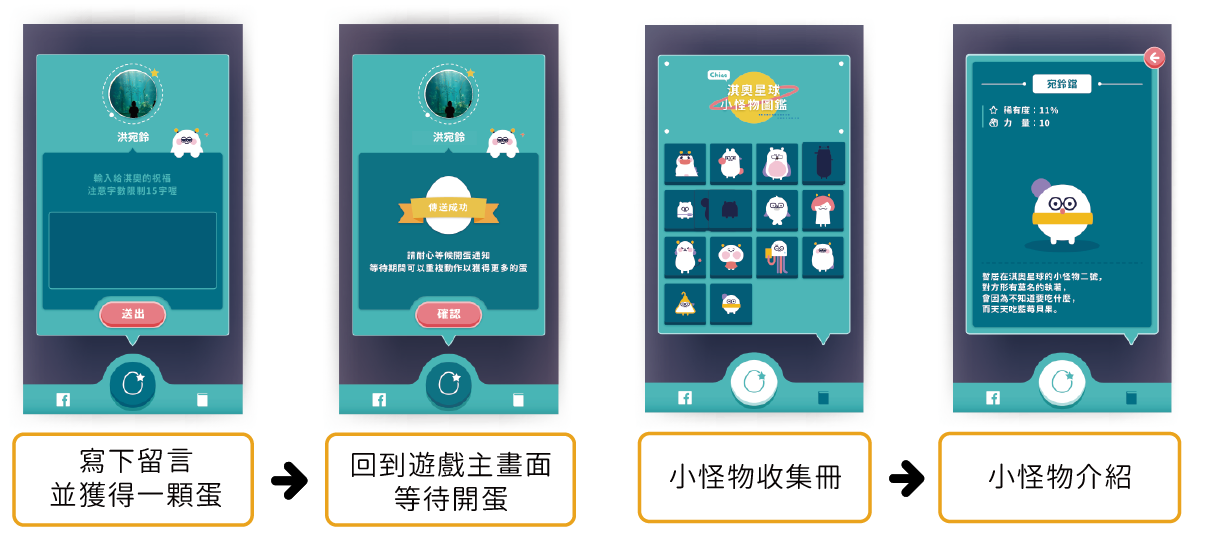 洪宛鈴
輸入給淇奧的祝福
注意字數限制15字喔
送出
寫下留言
並獲得一顆蛋
洪宛鈴
傳送成功
請耐心等候開蛋通知
等待期間可以重複動作以獲得更多的蛋
確認
回到遊戲主畫面
等待開蛋
Chiao
淇奧星球
小怪物圖鑑
小怪物收集冊
宛鈴鐺
稀有度:11%
力 量:10
暫居在淇奧星球的小怪物二號,
對方形有莫名的執著,
會因為不知道要吃什麼,
而天天吃藍莓貝果。
小怪物介紹